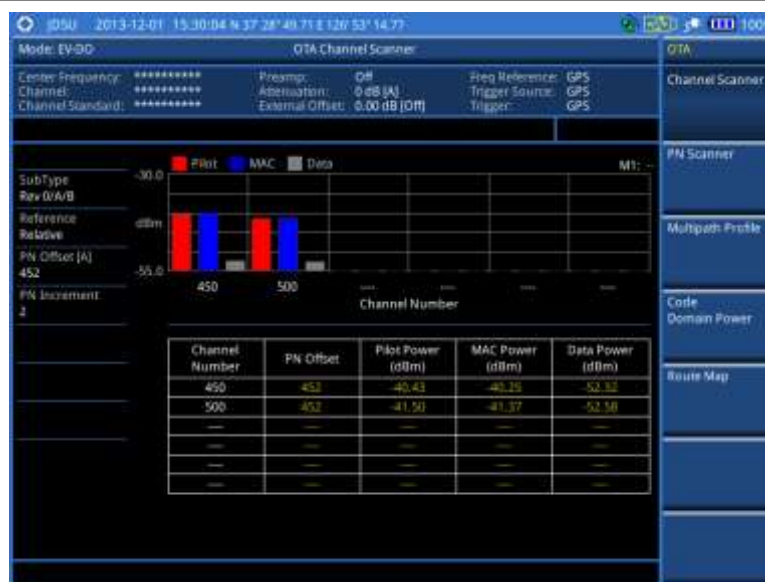 JDSU 2013-12-01 15:30:04 N 37° 28' 49.71 E 126° 53' 14.77 100
Mode: EV-DO OTA Channel Scanner OTA
Center Frequency: ********** Preamp: Off Freq Reference: GPS
Channel: ********** Attenuation: 0 dB [A] Trigger Source: GPS
Channel Standard: ********** External Offset: 0.00 dB [Off] Trigger: GPS
Channel Scanner
PN Scanner
Multipath Profile
Code
Domain Power
Route Map
SubType
Rev 0/A/B
Reference
Relative
PN Offset [A]
452
PN Increment
2
Pilot MAC Data M1: --
-30.0
dBm
-55.0
450 500 ---- ---- ---- ----
Channel Number
Channel Number PN Offset Pilot Power (dBm) MAC Power (dBm) Data Power (dBm)
450 452 -40.43 -40.25 -52.32
500 452 -41.50 -41.37 -52.58
---- ---- ---- ---- ----
---- ---- ---- ---- ----
---- ---- ---- ---- ----
---- ---- ---- ---- ----